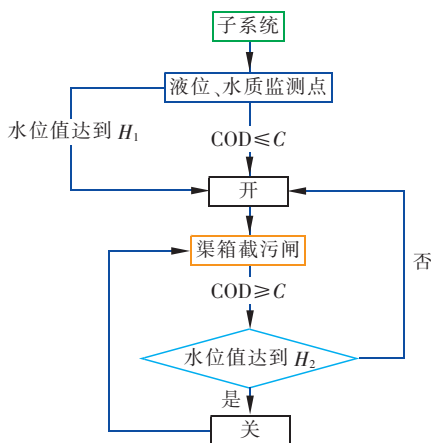 子系统
液位、水质监测点
水位值达到 H₁
COD≤C
开
渠箱截污闸
否
COD≥C
水位值达到 H₂
是
关